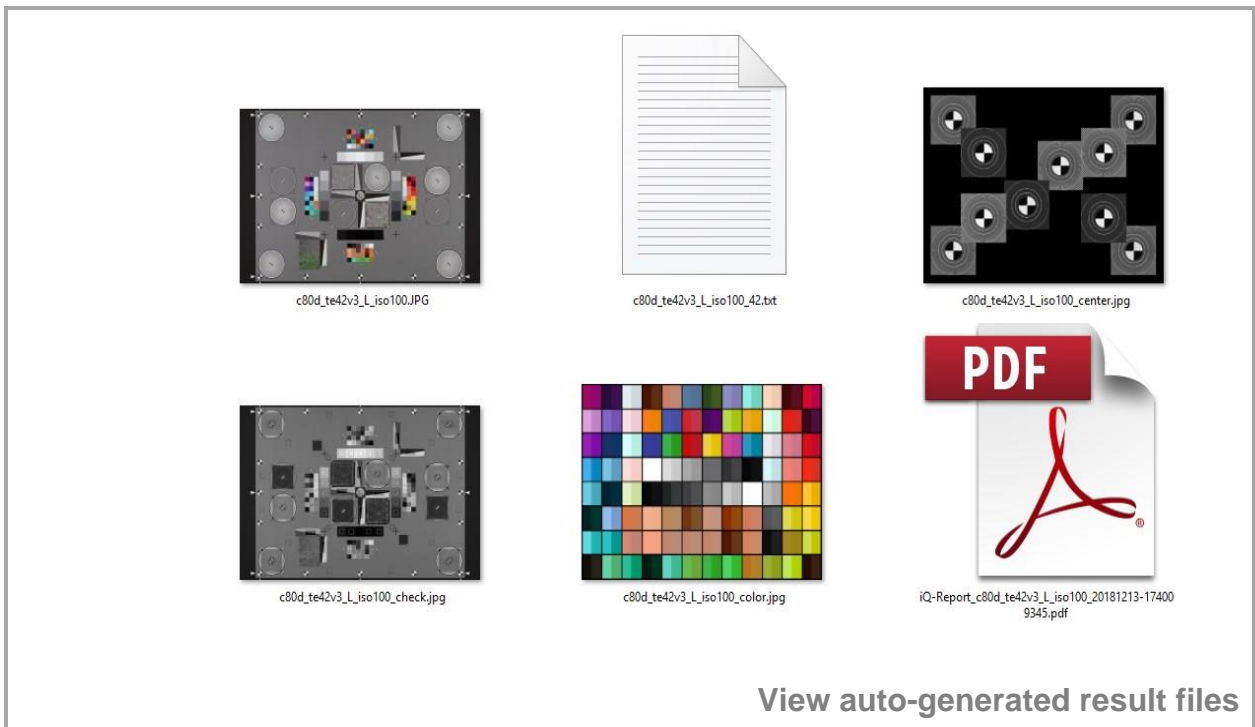 c80d_te42v3_L_iso100.JPG
c80d_te42v3_L_iso100_42.txt
c80d_te42v3_L_iso100_center.jpg
PDF
®
c80d_te42v3_L_iso100_check.jpg
c80d_te42v3_L_iso100_color.jpg
iQ-Report_c80d_te42v3_L_iso100_20181213-17400
9345.pdf
View auto-generated result files